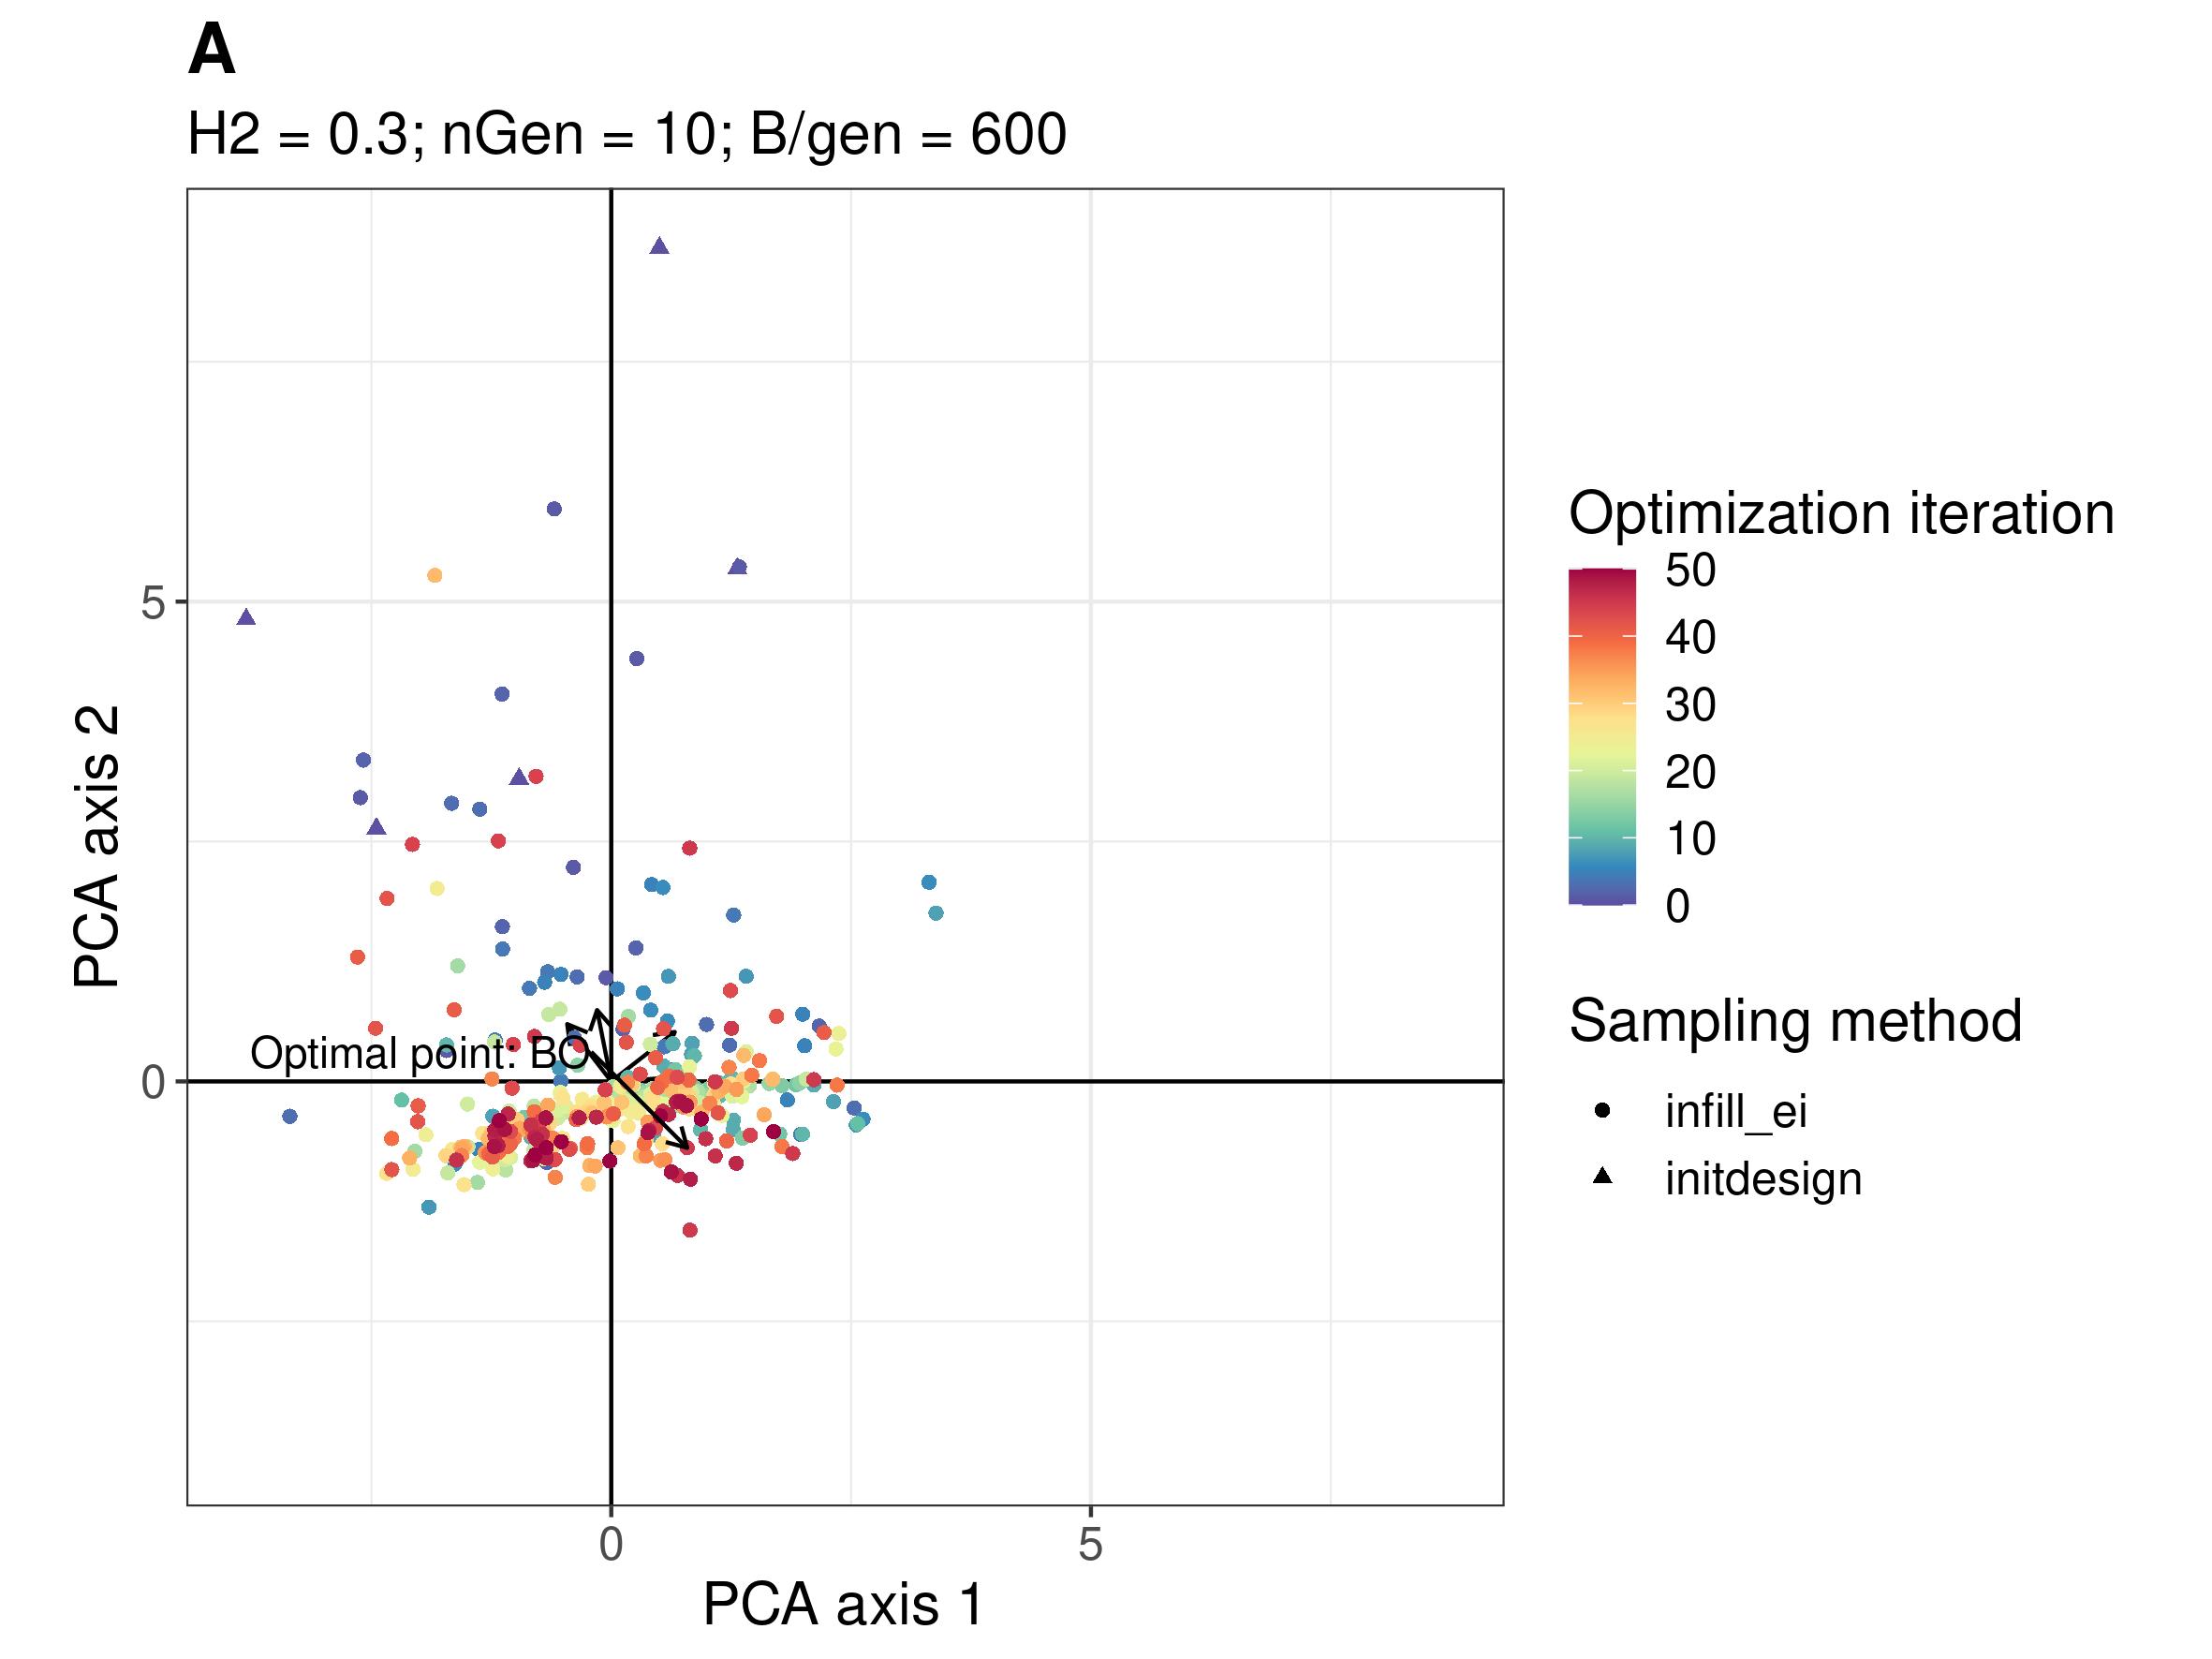 A
H2 = 0.3; nGen = 10; B/gen = 600
PCA axis 2
5
0
Optimal point: BO
0
5
PCA axis 1
Optimization iteration
50
40
30
20
10
0
Sampling method
infill_ei
initdesign